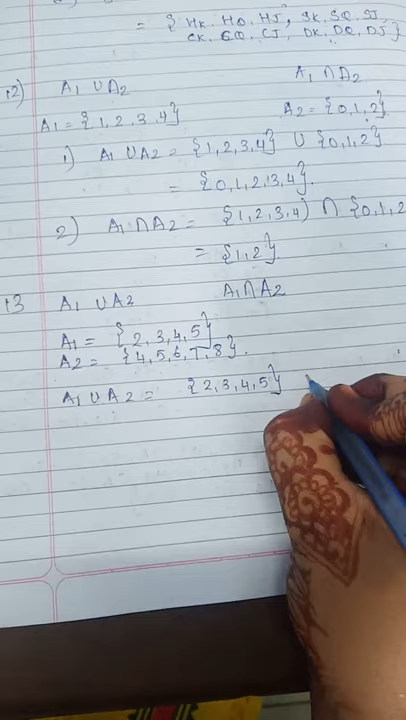 = { HK, HQ, HJ, SK, SQ, SJ,
CK, CQ, CJ, DK, DQ, DJ }
12) A1 ∪ A2 A1 ∩ A2
A1 = {1, 2, 3, 4} A2 = {0, 1, 2}
1) A1 ∪ A2 = {1, 2, 3, 4} ∪ {0, 1, 2}
= {0, 1, 2, 3, 4}.
2) A1 ∩ A2 = {1, 2, 3, 4) ∩ {0, 1, 2
= {1, 2}.
13 A1 ∪ A2 A1 ∩ A2
A1 = {2, 3, 4, 5}
A2 = {4, 5, 6, 7, 8}.
A1 ∪ A2 = {2, 3, 4, 5}